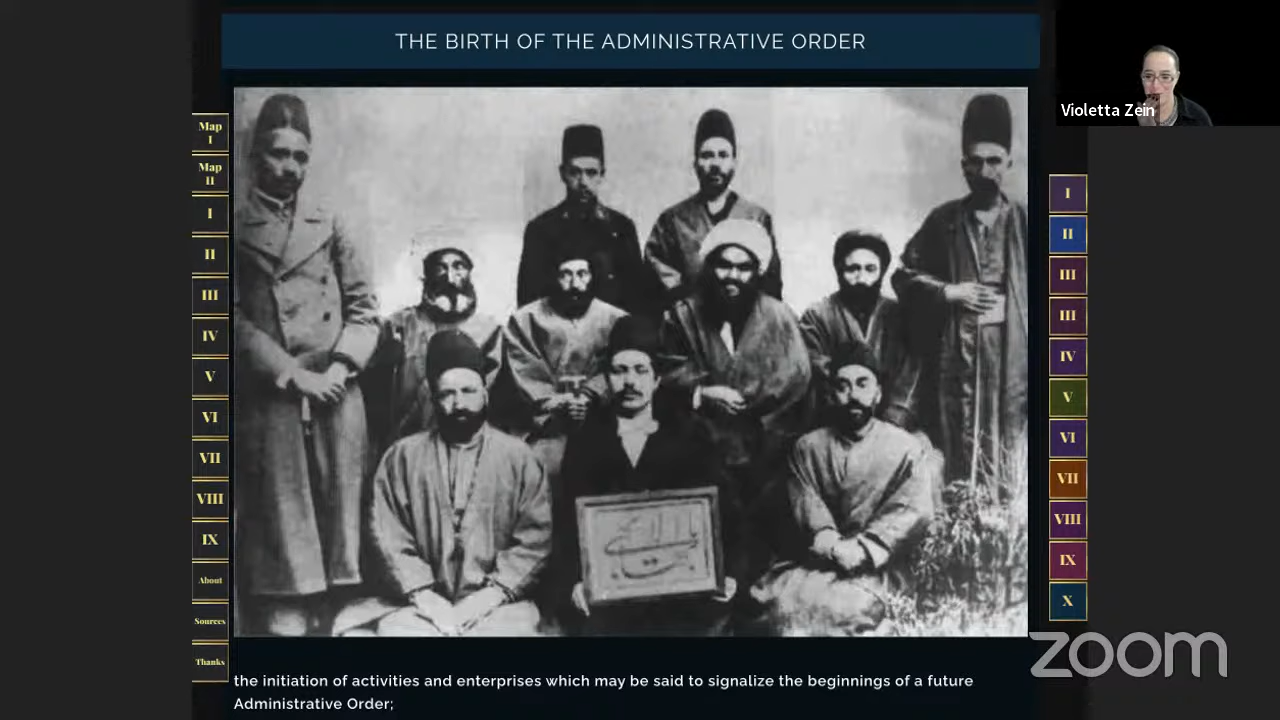 THE BIRTH OF THE ADMINISTRATIVE ORDER
Violetta Zein
Map
I
Map
II
I
II
III
IV
V
VI
VII
VIII
IX
About
Sources
Thanks
I
II
III
III
IV
V
VI
VII
VIII
IX
X
the initiation of activities and enterprises which may be said to signalize the beginnings of a future
Administrative Order;
zoom